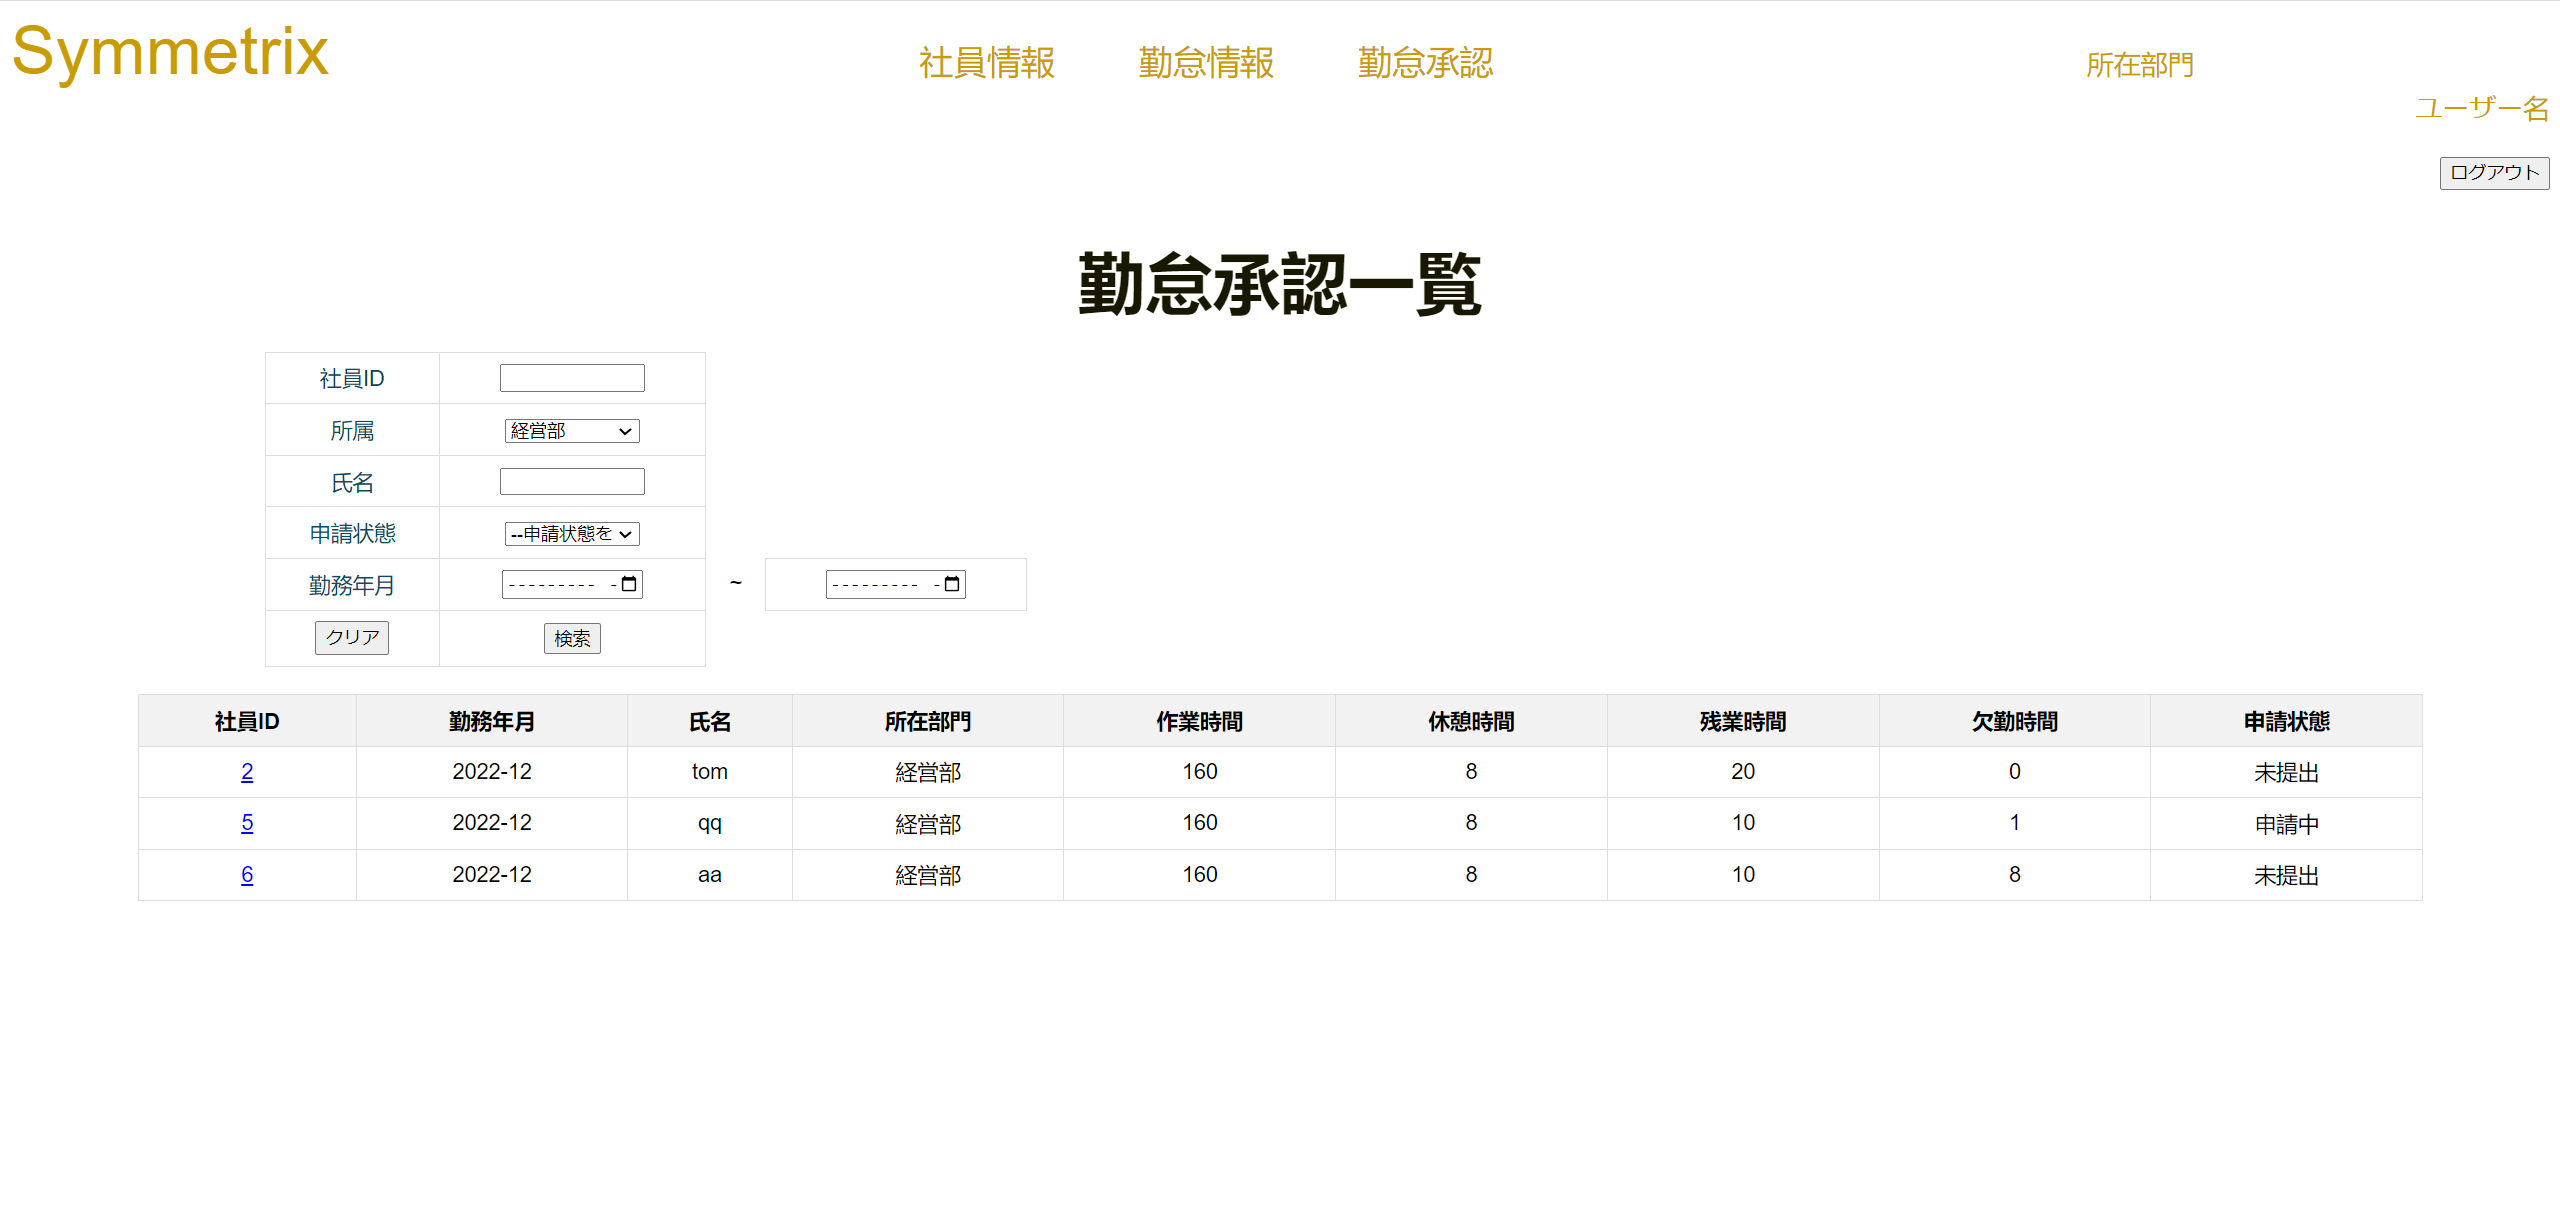 Symmetrix 社員情報 勤怠情報 勤怠承認 所在部門
ユーザー名
ログアウト
勤怠承認一覧
社員ID
所属 経営部
氏名
申請状態 --申請状態を
勤務年月 --------- - ~ --------- -
クリア 検索
社員ID 勤務年月 氏名 所在部門 作業時間 休憩時間 残業時間 欠勤時間 申請状態
2 2022-12 tom 経営部 160 8 20 0 未提出
5 2022-12 qq 経営部 160 8 10 1 申請中
6 2022-12 aa 経営部 160 8 10 8 未提出